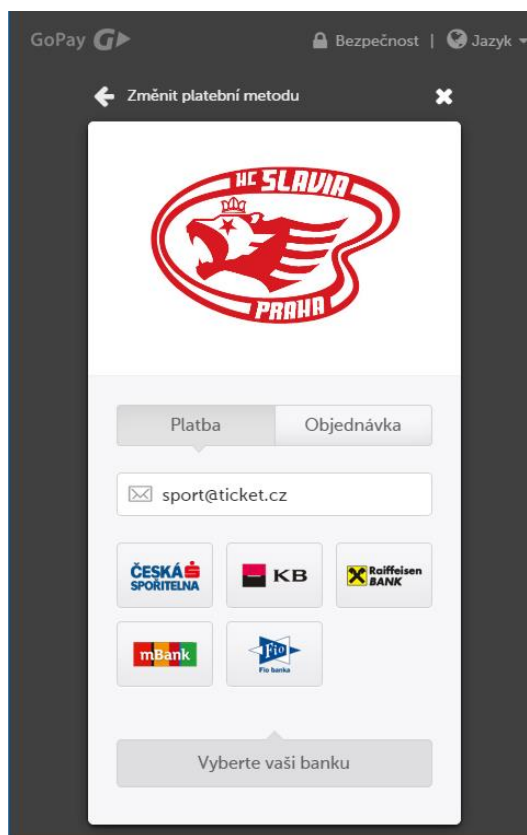 GoPay G Bezpečnost | Jazyk
Změnit platební metodu
HC SLAVIA
PRAHA
Platba Objednávka
sport@ticket.cz
ČESKÁ SPOŘITELNA KB Raiffeisen BANK
mBank Fio Fio banka
Vyberte vaši banku